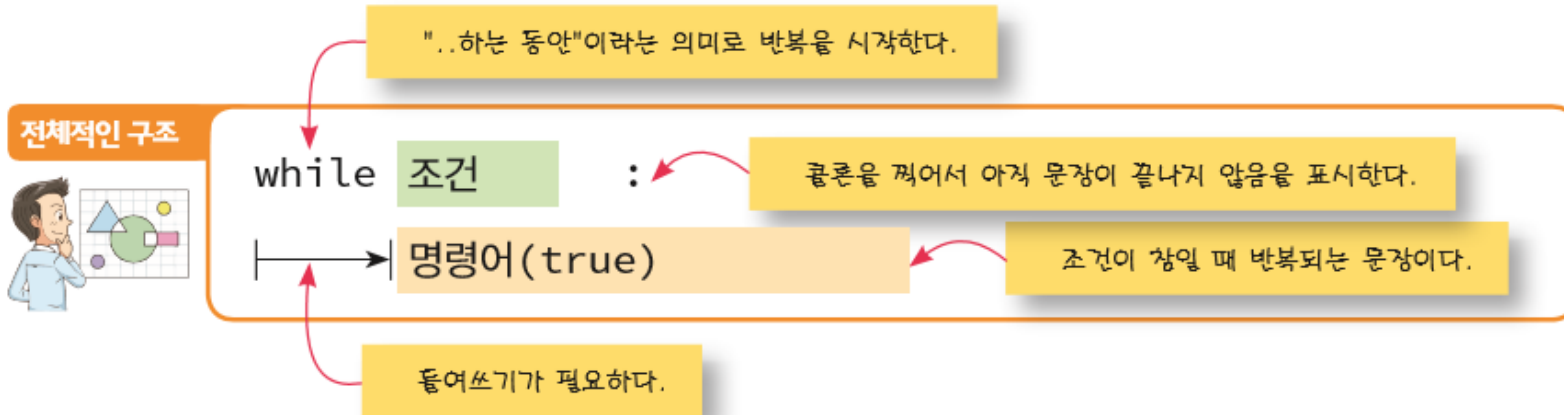 "..하는 동안"이라는 의미로 반복을 시작한다.
전체적인 구조
while 조건 :
콜론을 찍어서 아직 문장이 끝나지 않음을 표시한다.
명령어(true)
조건이 참일 때 반복되는 문장이다.
들여쓰기가 필요하다.